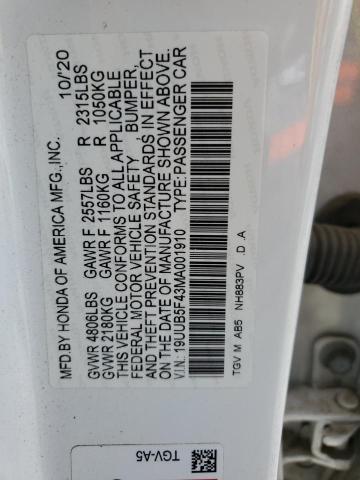 MFD.BY HONDA OF AMERICA MFG.,INC. 10/'20
GVWR 4806LBS GAWR F 2557LBS R 2315LBS
GVWR 2180KG GAWR F 1160KG R 1050KG
THIS VEHICLE CONFORMS TO ALL APPLICABLE
FEDERAL MOTOR VEHICLE SAFETY, BUMPER,
AND THEFT PREVENTION STANDARDS IN EFFECT
ON THE DATE OF MANUFACTURE SHOWN ABOVE.
V.I.N.: 19UUB5F43MA001910 TYPE:PASSENGER CAR
TGV M AB5 NH883PV .D .A
TGV-A5